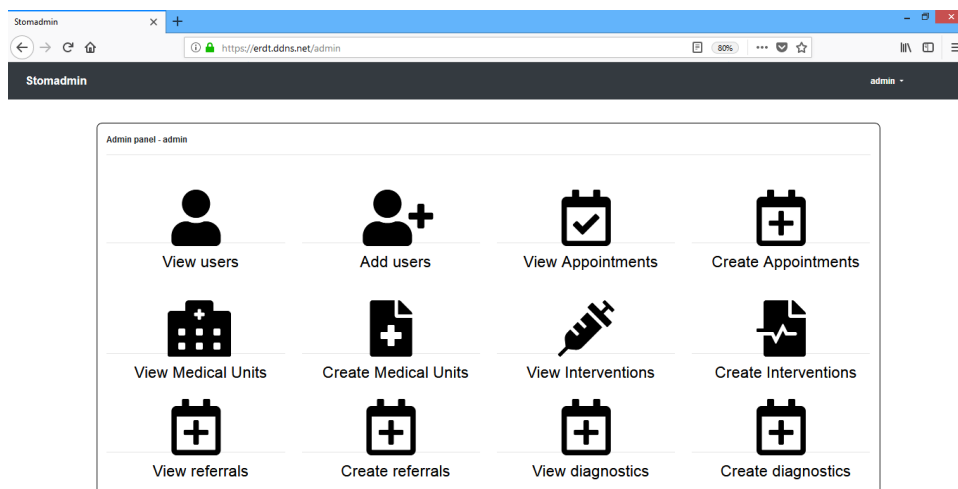 Stomadmin
https://erdt.ddns.net/admin
80%
Stomadmin
admin
Admin panel - admin
View users
Add users
View Appointments
Create Appointments
View Medical Units
Create Medical Units
View Interventions
Create Interventions
View referrals
Create referrals
View diagnostics
Create diagnostics